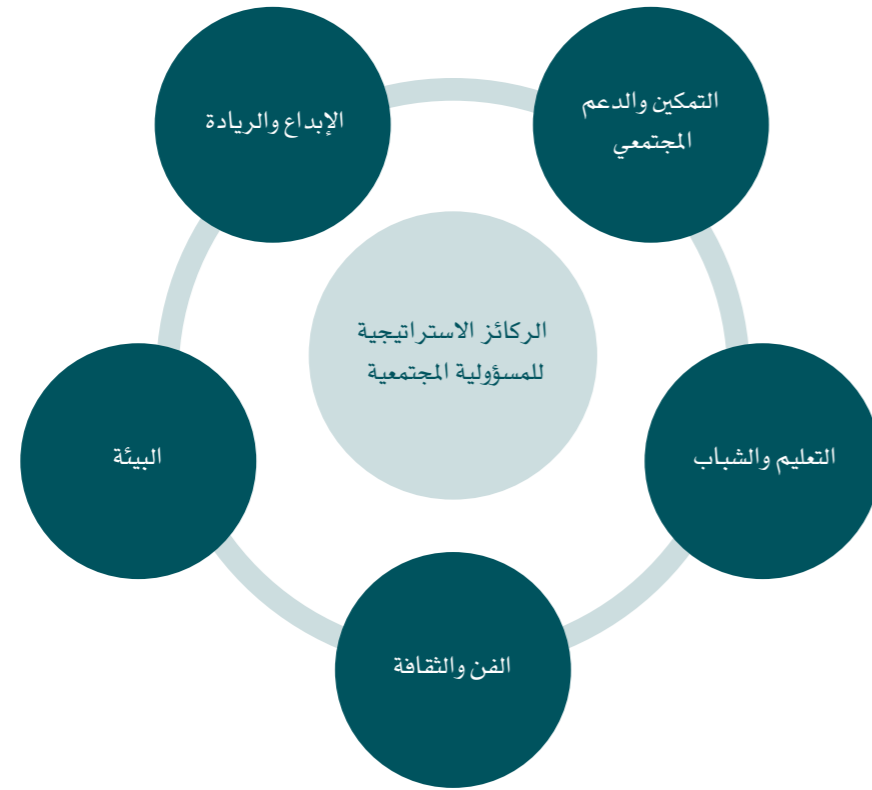 التمكين والدعم
المجتمعي
الإبداع والريادة
الركائز الاستراتيجية
للمسؤولية المجتمعية
التعليم والشباب
البيئة
الفن والثقافة